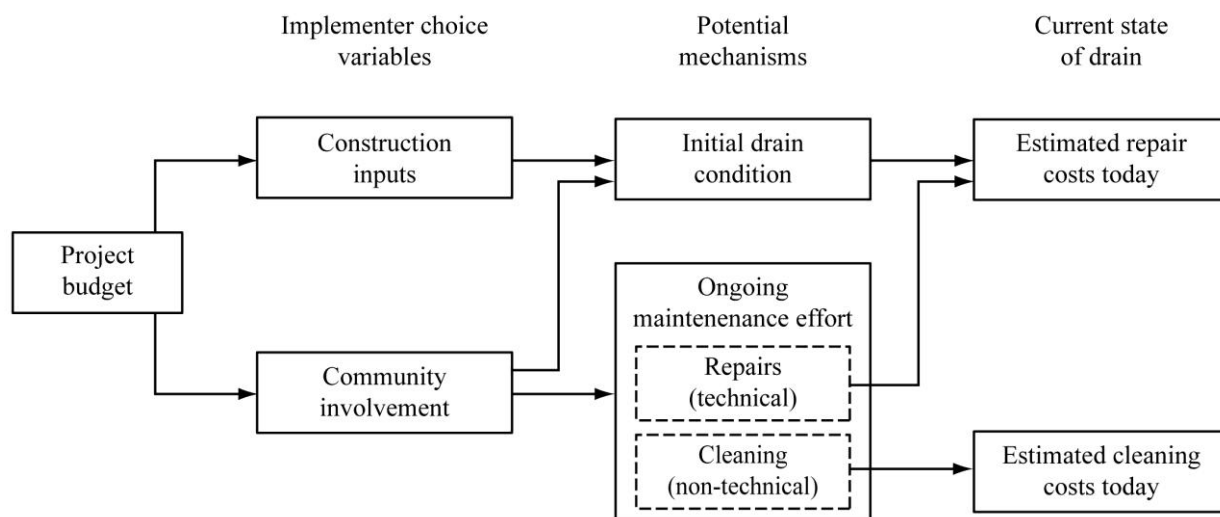 Implementer choice
variables
Potential
mechanisms
Current state
of drain
Construction
inputs
Initial drain
condition
Estimated repair
costs today
Project
budget
Ongoing
maintenenance effort
Community
involvement
Repairs
(technical)
Cleaning
(non-technical)
Estimated cleaning
costs today